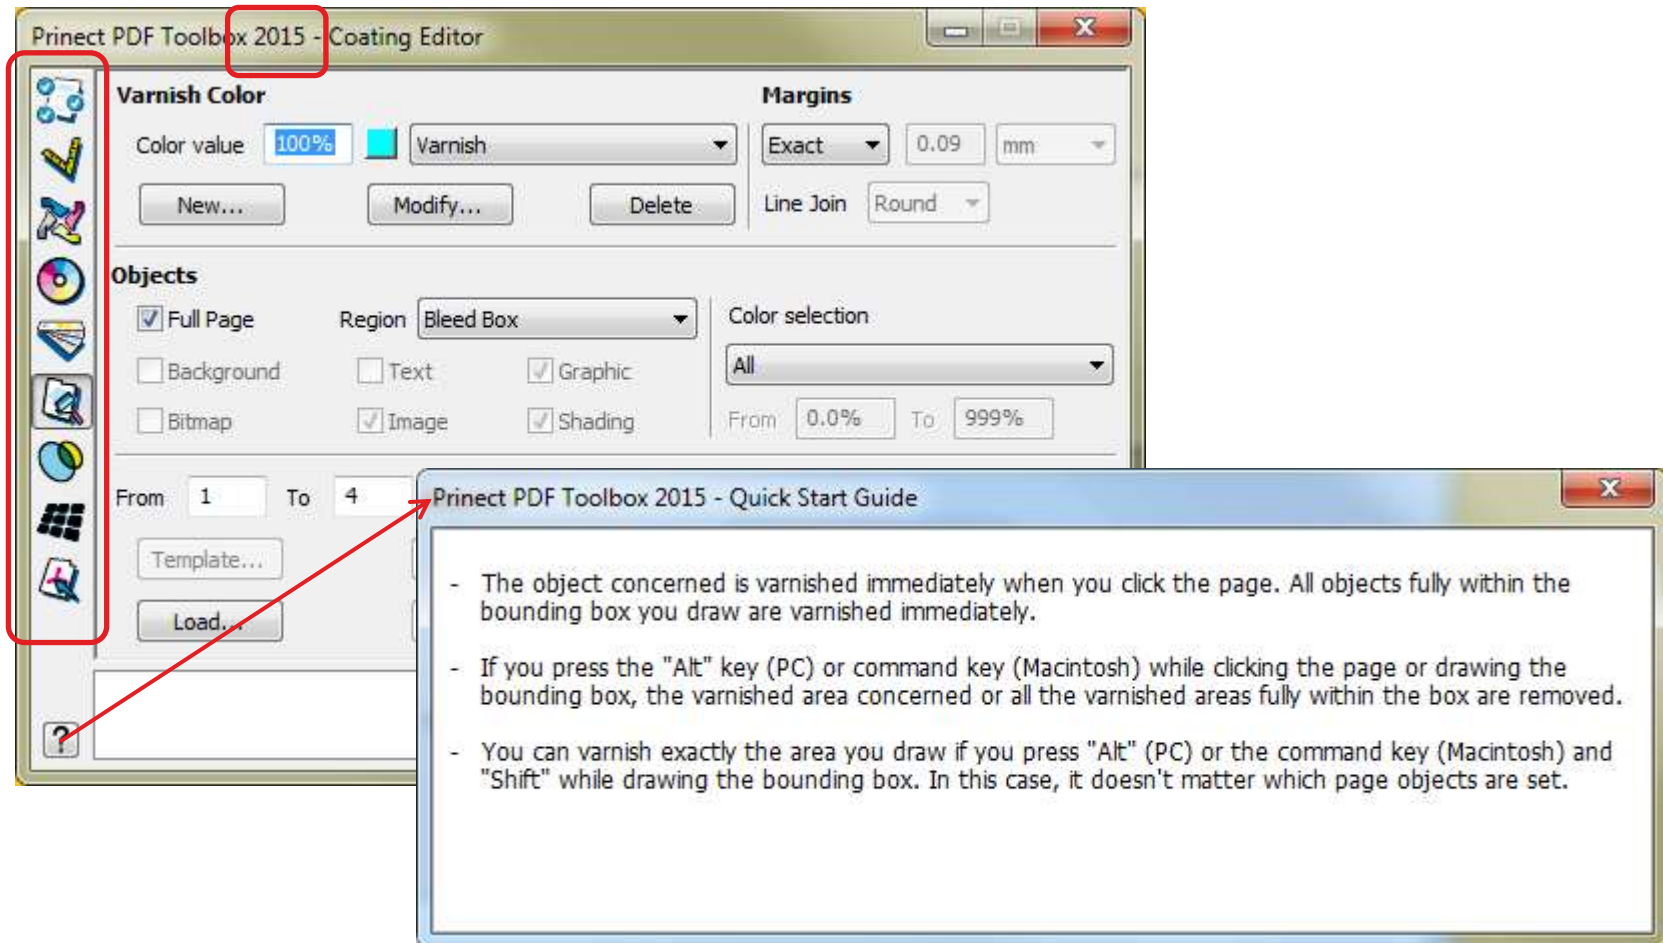 Prinect PDF Toolbox 2015 - Coating Editor
Varnish Color
Margins
Color value 100% Varnish
Exact 0.09 mm
New... Modify... Delete
Line Join Round
Objects
Full Page Region Bleed Box
Color selection
Background Text Graphic
All
Bitmap Image Shading
From 0.0% To 999%
From 1 To 4
Template...
Load...
?
Prinect PDF Toolbox 2015 - Quick Start Guide
- The object concerned is varnished immediately when you click the page. All objects fully within the
bounding box you draw are varnished immediately.
- If you press the "Alt" key (PC) or command key (Macintosh) while clicking the page or drawing the
bounding box, the varnished area concerned or all the varnished areas fully within the box are removed.
- You can varnish exactly the area you draw if you press "Alt" (PC) or the command key (Macintosh) and
"Shift" while drawing the bounding box. In this case, it doesn't matter which page objects are set.